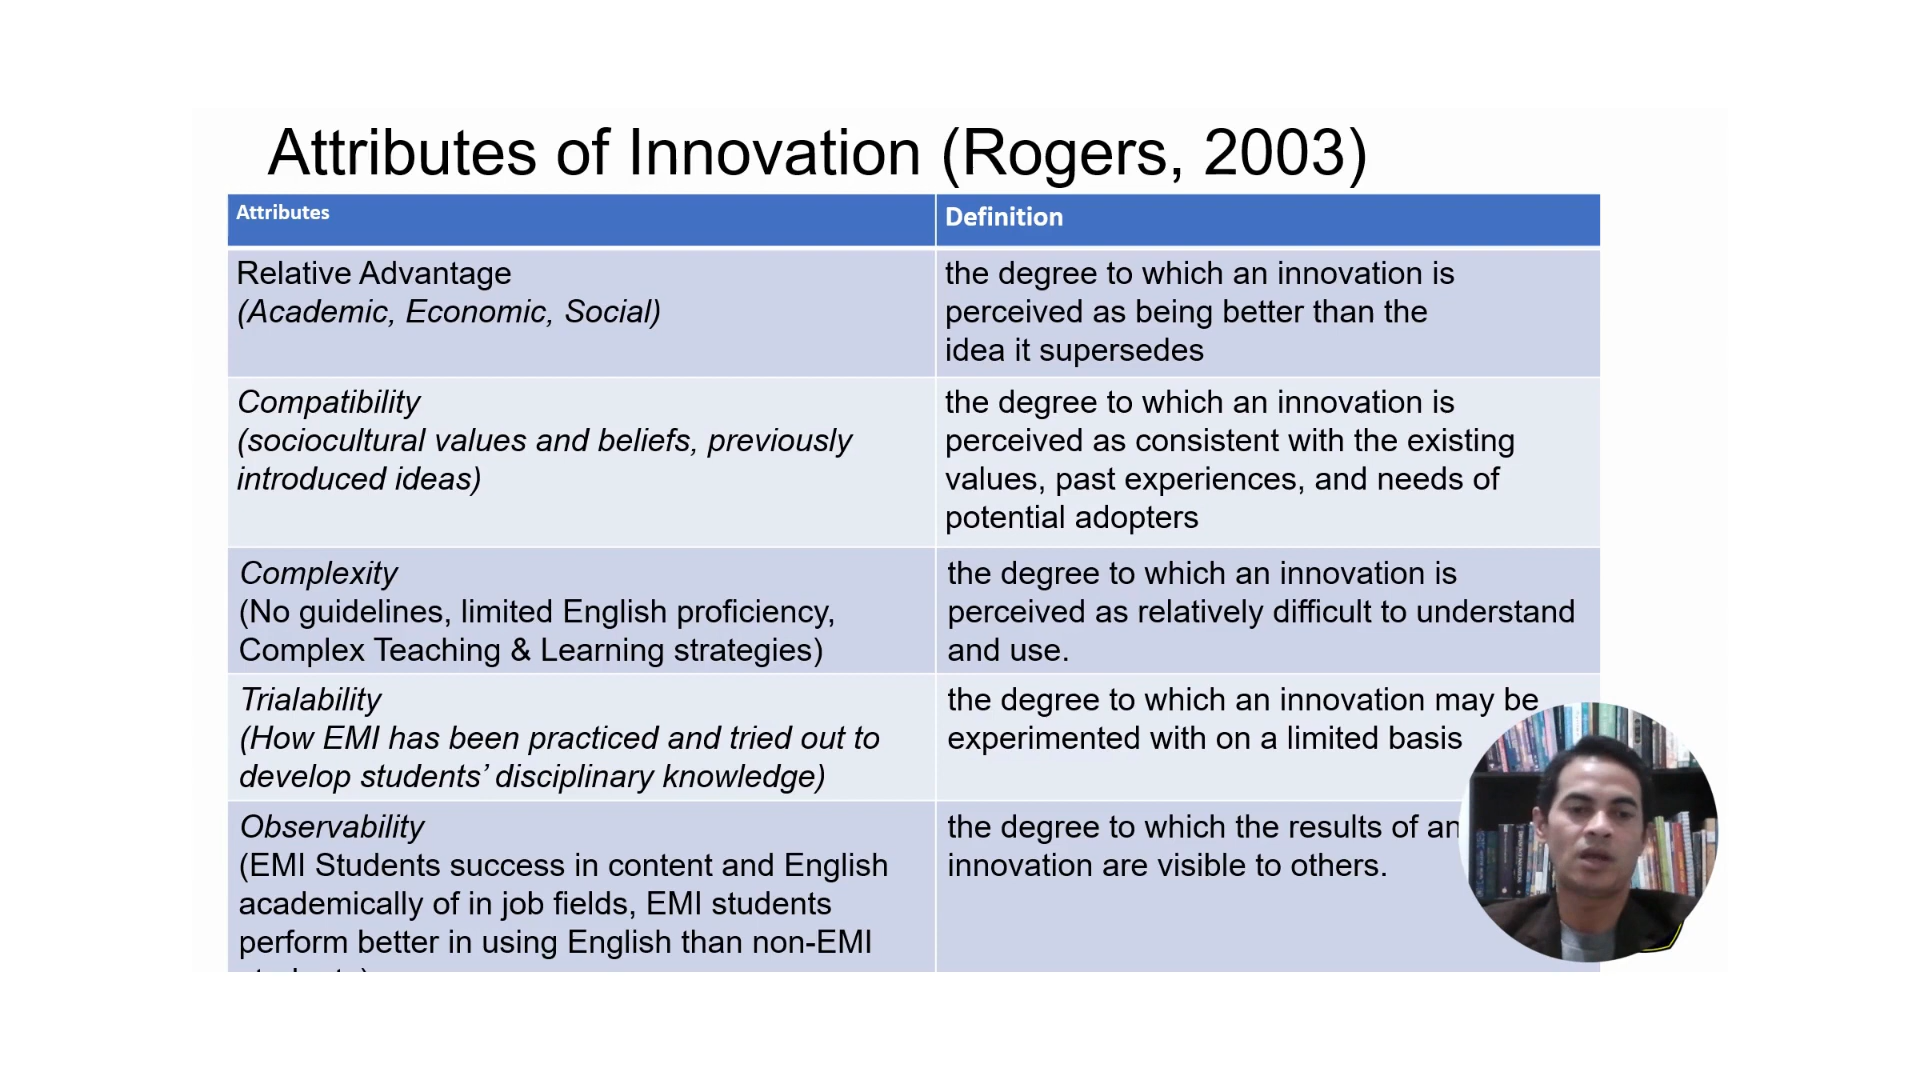 Attributes of Innovation (Rogers, 2003)
Attributes
Definition
Relative Advantage
(Academic, Economic, Social)
the degree to which an innovation is
perceived as being better than the
idea it supersedes
Compatibility
(sociocultural values and beliefs, previously
introduced ideas)
the degree to which an innovation is
perceived as consistent with the existing
values, past experiences, and needs of
potential adopters
Complexity
(No guidelines, limited English proficiency,
Complex Teaching & Learning strategies)
the degree to which an innovation is
perceived as relatively difficult to understand
and use.
Trialability
(How EMI has been practiced and tried out to
develop students’ disciplinary knowledge)
the degree to which an innovation may be
experimented with on a limited basis
Observability
(EMI Students success in content and English
academically of in job fields, EMI students
perform better in using English than non-EMI
the degree to which the results of an
innovation are visible to others.